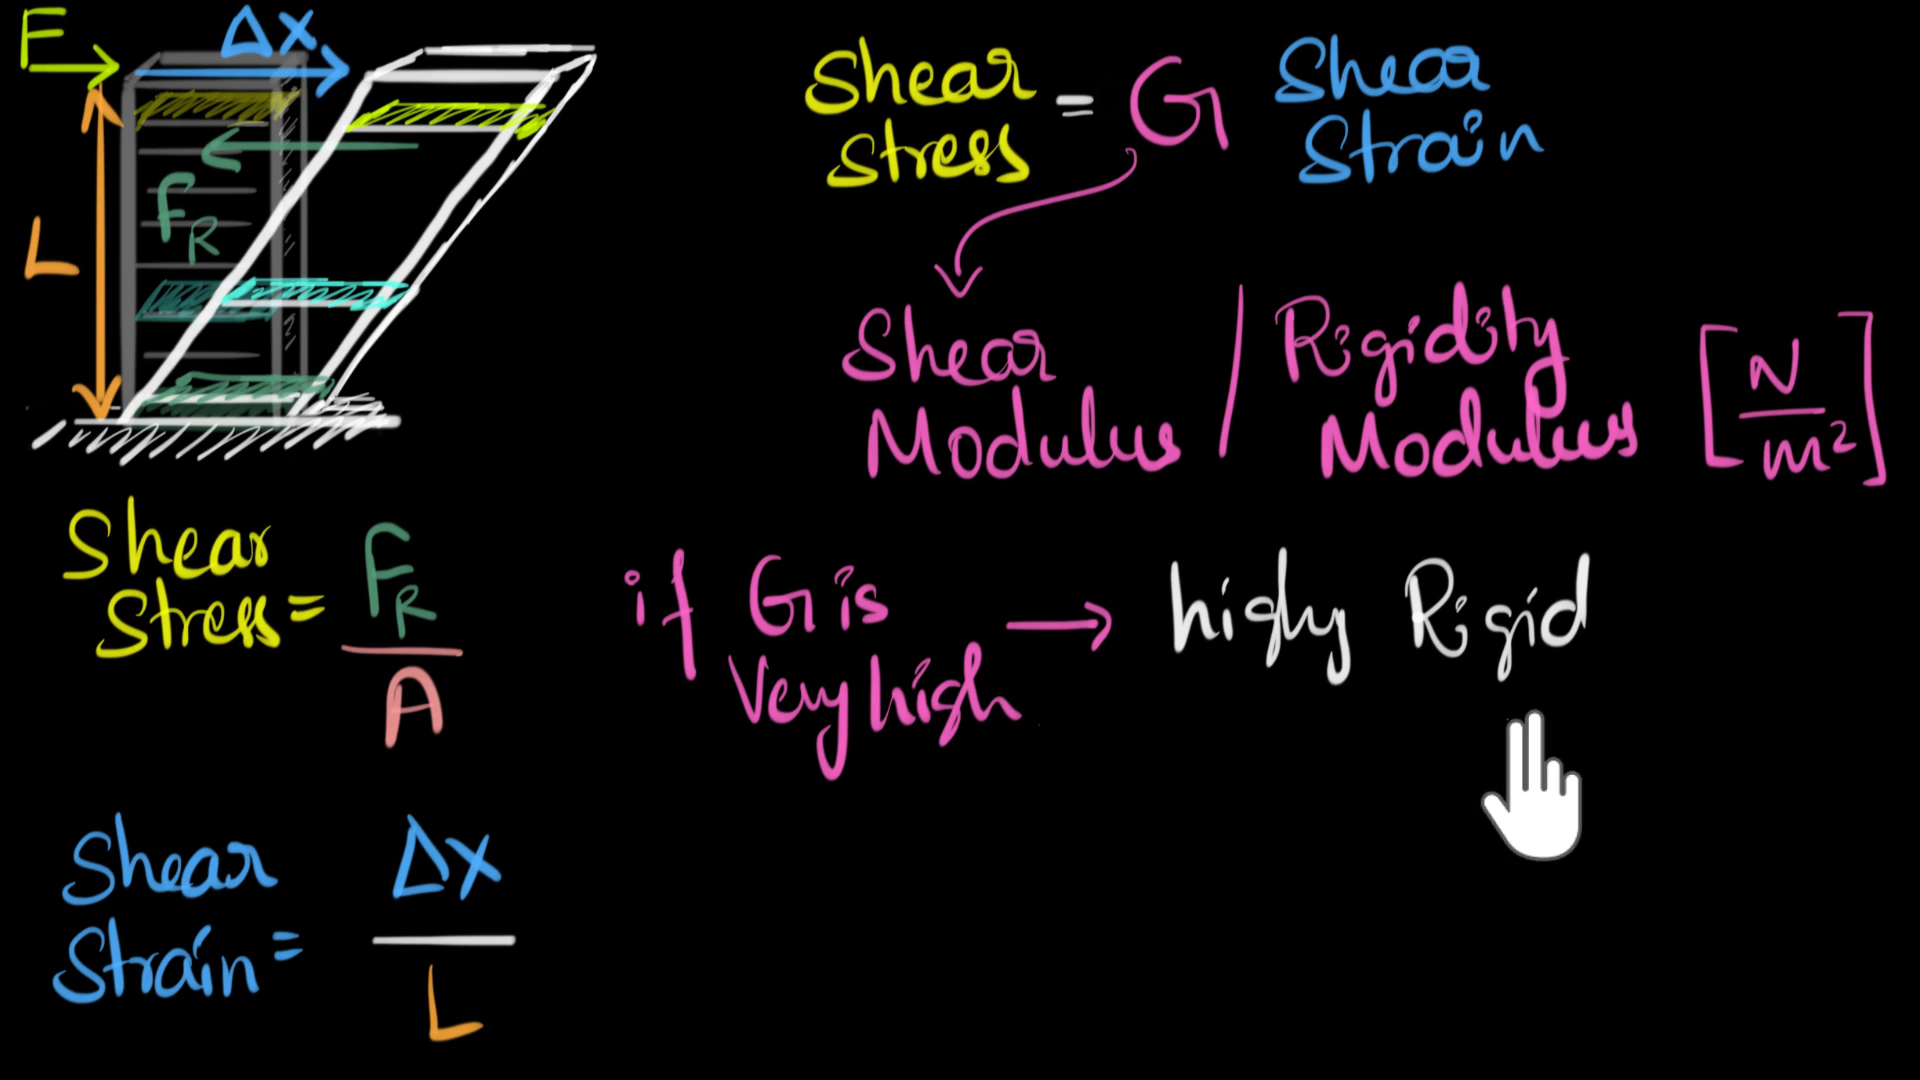 F
Δx
L
F_R
Shear
Stress = G Shear
Strain
Shear
Modulus / Rigidity
Modulus [N/m²]
Shear
Stress = F_R
A
if G is
Very high → highy Rigid
Shear
Strain = Δx
L